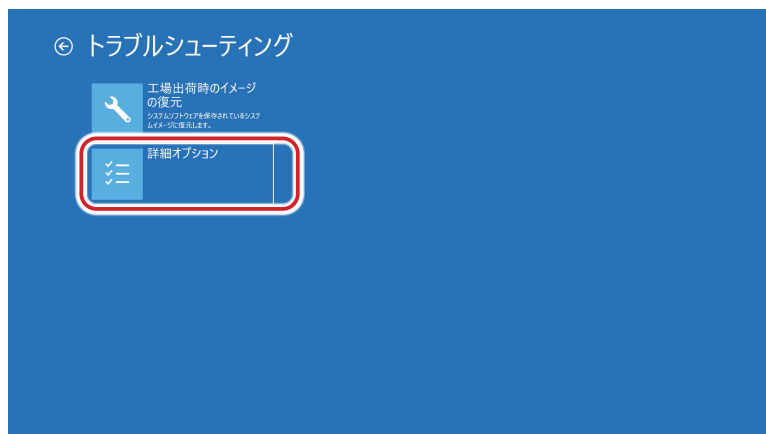 トラブルシューティング
工場出荷時のイメージ
の復元
システムソフトウェアを保存されているシステ
ムイメージに復元します。
詳細オプション